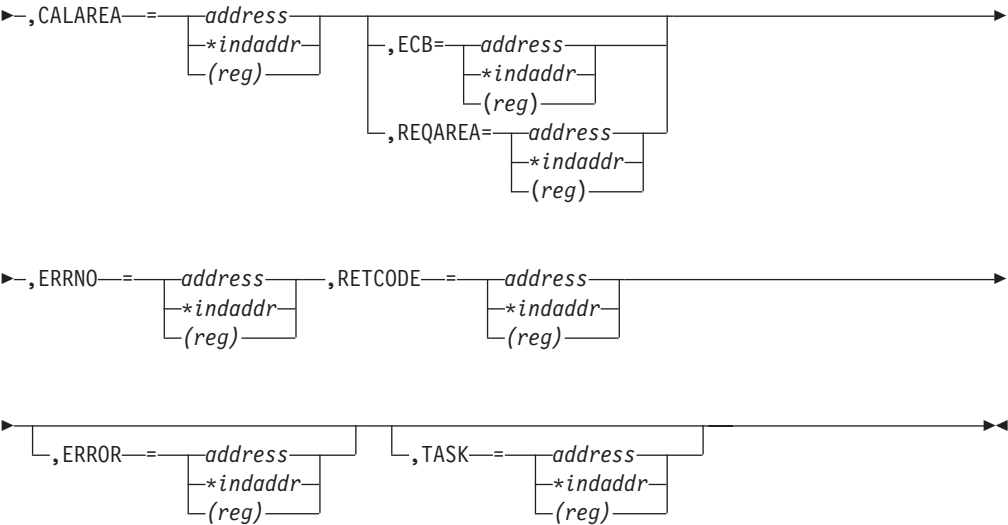 ,CALAREA = address ,ECB= address
*indaddr *indaddr
(reg) (reg)
,REQAREA= address
*indaddr
(reg)
,ERRNO = address ,RETCODE = address
*indaddr *indaddr
(reg) (reg)
,ERROR = address ,TASK = address
*indaddr *indaddr
(reg) (reg)